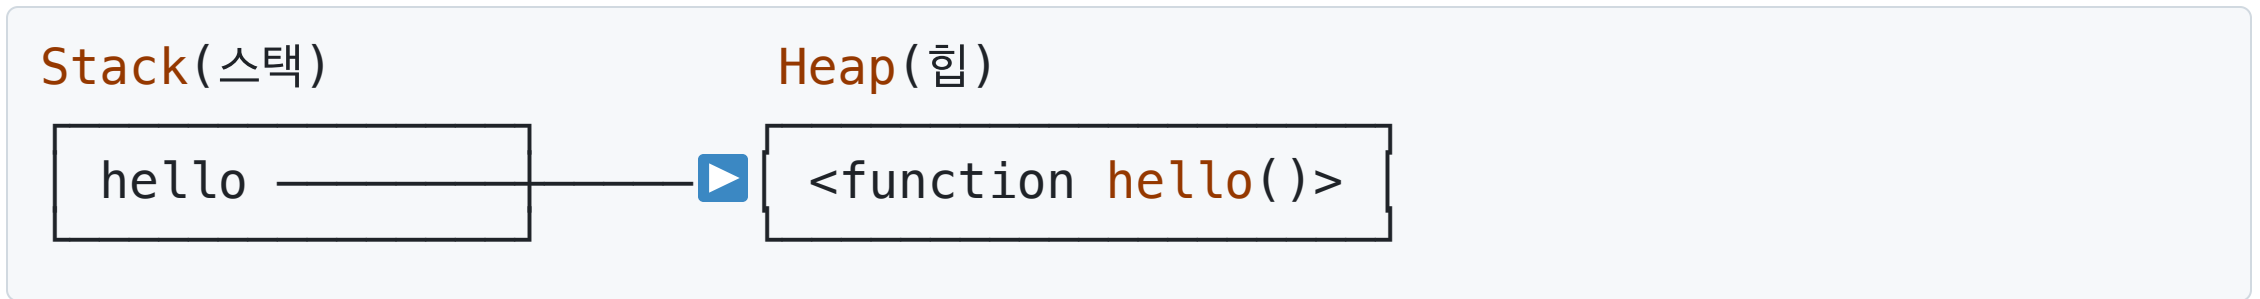 Stack(스택) Heap(힙)
hello <function hello()>